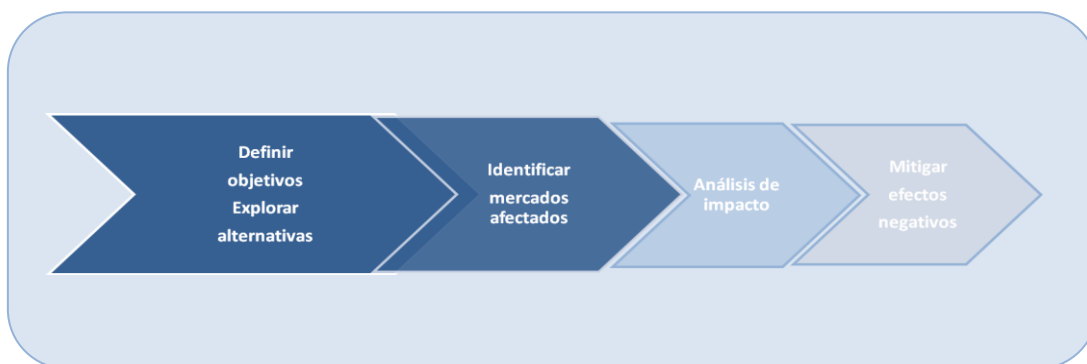 Definir
objetivos
Explorar
alternativas
Identificar
mercados
afectados
Análisis de
impacto
Mitigar
efectos
negativos